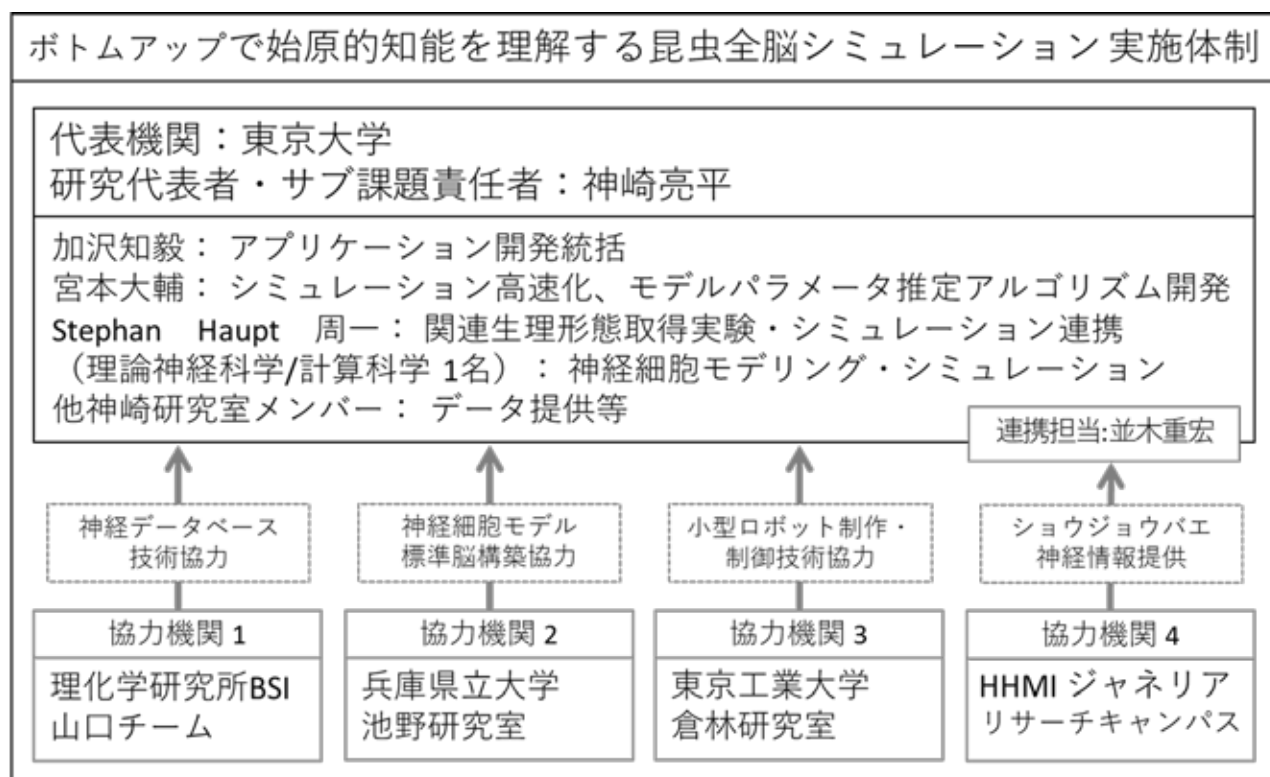 ボトムアップで始原的知能を理解する昆虫全脳シミュレーション 実施体制
代表機関：東京大学
研究代表者・サブ課題責任者：神崎亮平
加沢知毅： アプリケーション開発統括
宮本大輔： シミュレーション高速化、モデルパラメータ推定アルゴリズム開発
Stephan Haupt 周一： 関連生理形態取得実験・シミュレーション連携
（理論神経科学/計算科学 1名）： 神経細胞モデリング・シミュレーション
他神崎研究室メンバー： データ提供等
連携担当:並木重宏
神経データベース
技術協力
神経細胞モデル
標準脳構築協力
小型ロボット制作・
制御技術協力
ショウジョウバエ
神経情報提供
協力機関 1
理化学研究所BSI
山口チーム
協力機関 2
兵庫県立大学
池野研究室
協力機関 3
東京工業大学
倉林研究室
協力機関 4
HHMI ジャネリア
リサーチキャンパス